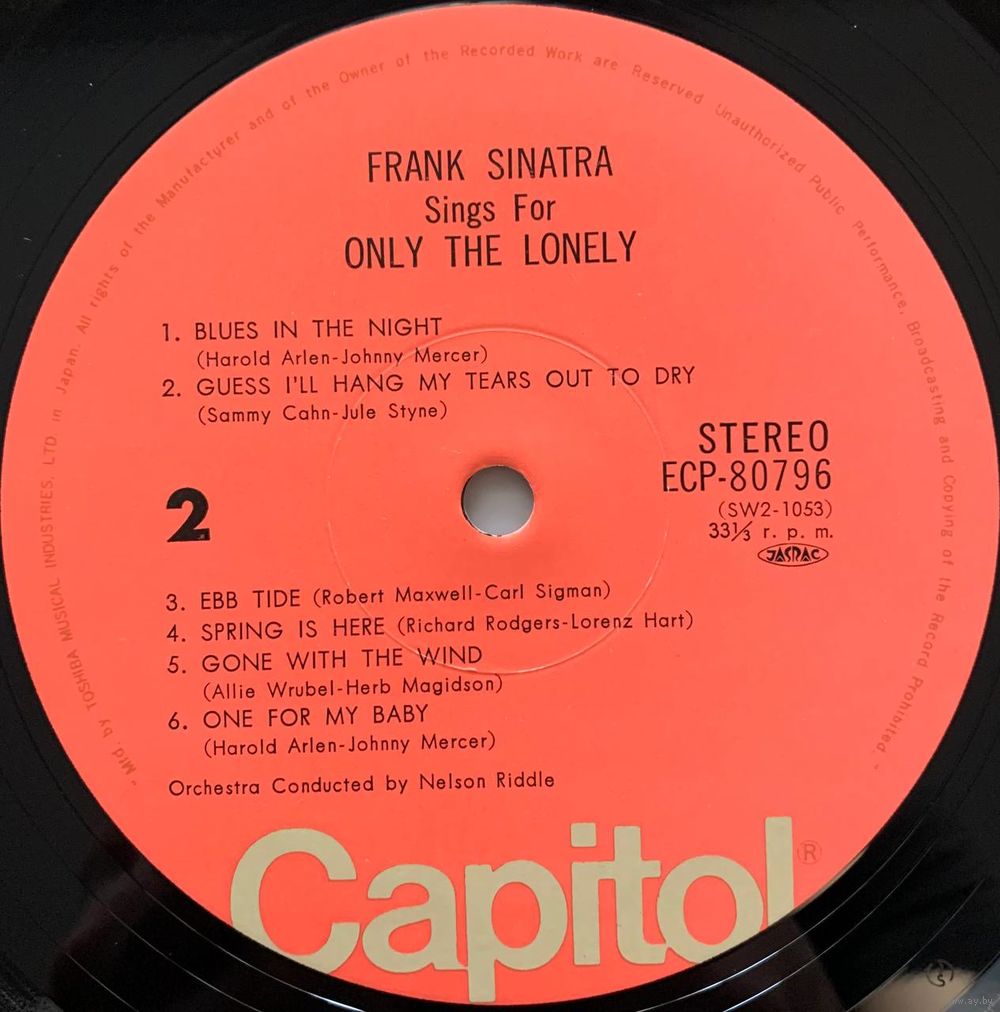 "Mfd. by TOSHIBA MUSICAL INDUSTRIES, LTD. in Japan. All rights of the Manufacturer and of the Owner of the Recorded Work are Reserved Unauthorized Public Performance, Broadcasting and Copying of the Record Prohibited."
FRANK SINATRA
Sings For
ONLY THE LONELY
1. BLUES IN THE NIGHT
(Harold Arlen-Johnny Mercer)
2. GUESS I'LL HANG MY TEARS OUT TO DRY
(Sammy Cahn-Jule Styne)
STEREO
ECP-80796
(SW2-1053)
33⅓ r. p. m.
JASRAC
2
3. EBB TIDE (Robert Maxwell-Carl Sigman)
4. SPRING IS HERE (Richard Rodgers-Lorenz Hart)
5. GONE WITH THE WIND
(Allie Wrubel-Herb Magidson)
6. ONE FOR MY BABY
(Harold Arlen-Johnny Mercer)
Orchestra Conducted by Nelson Riddle
Capitol®